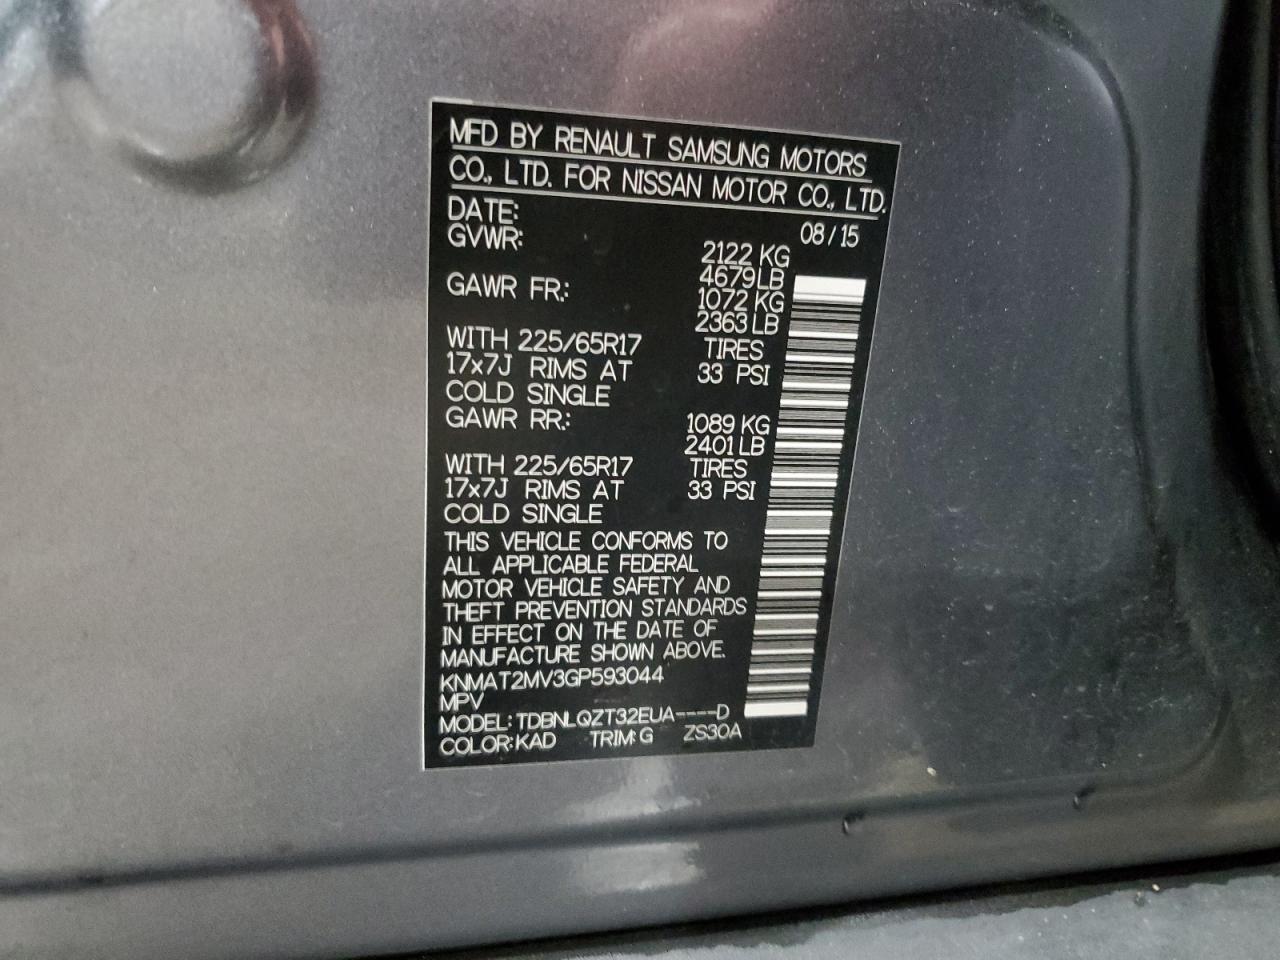 MFD BY RENAULT SAMSUNG MOTORS
CO., LTD. FOR NISSAN MOTOR CO., LTD.
DATE: 08/15
GVWR: 2122 KG
4679 LB
GAWR FR.: 1072 KG
2363 LB
WITH 225/65R17 TIRES
17x7J RIMS AT 33 PSI
COLD SINGLE
GAWR RR.: 1089 KG
2401 LB
WITH 225/65R17 TIRES
17x7J RIMS AT 33 PSI
COLD SINGLE
THIS VEHICLE CONFORMS TO
ALL APPLICABLE FEDERAL
MOTOR VEHICLE SAFETY AND
THEFT PREVENTION STANDARDS
IN EFFECT ON THE DATE OF
MANUFACTURE SHOWN ABOVE.
KNMAT2MV3GP593044
MPV
MODEL: TDBNLQZT32EUA----D
COLOR: KAD TRIM: G ZS30A